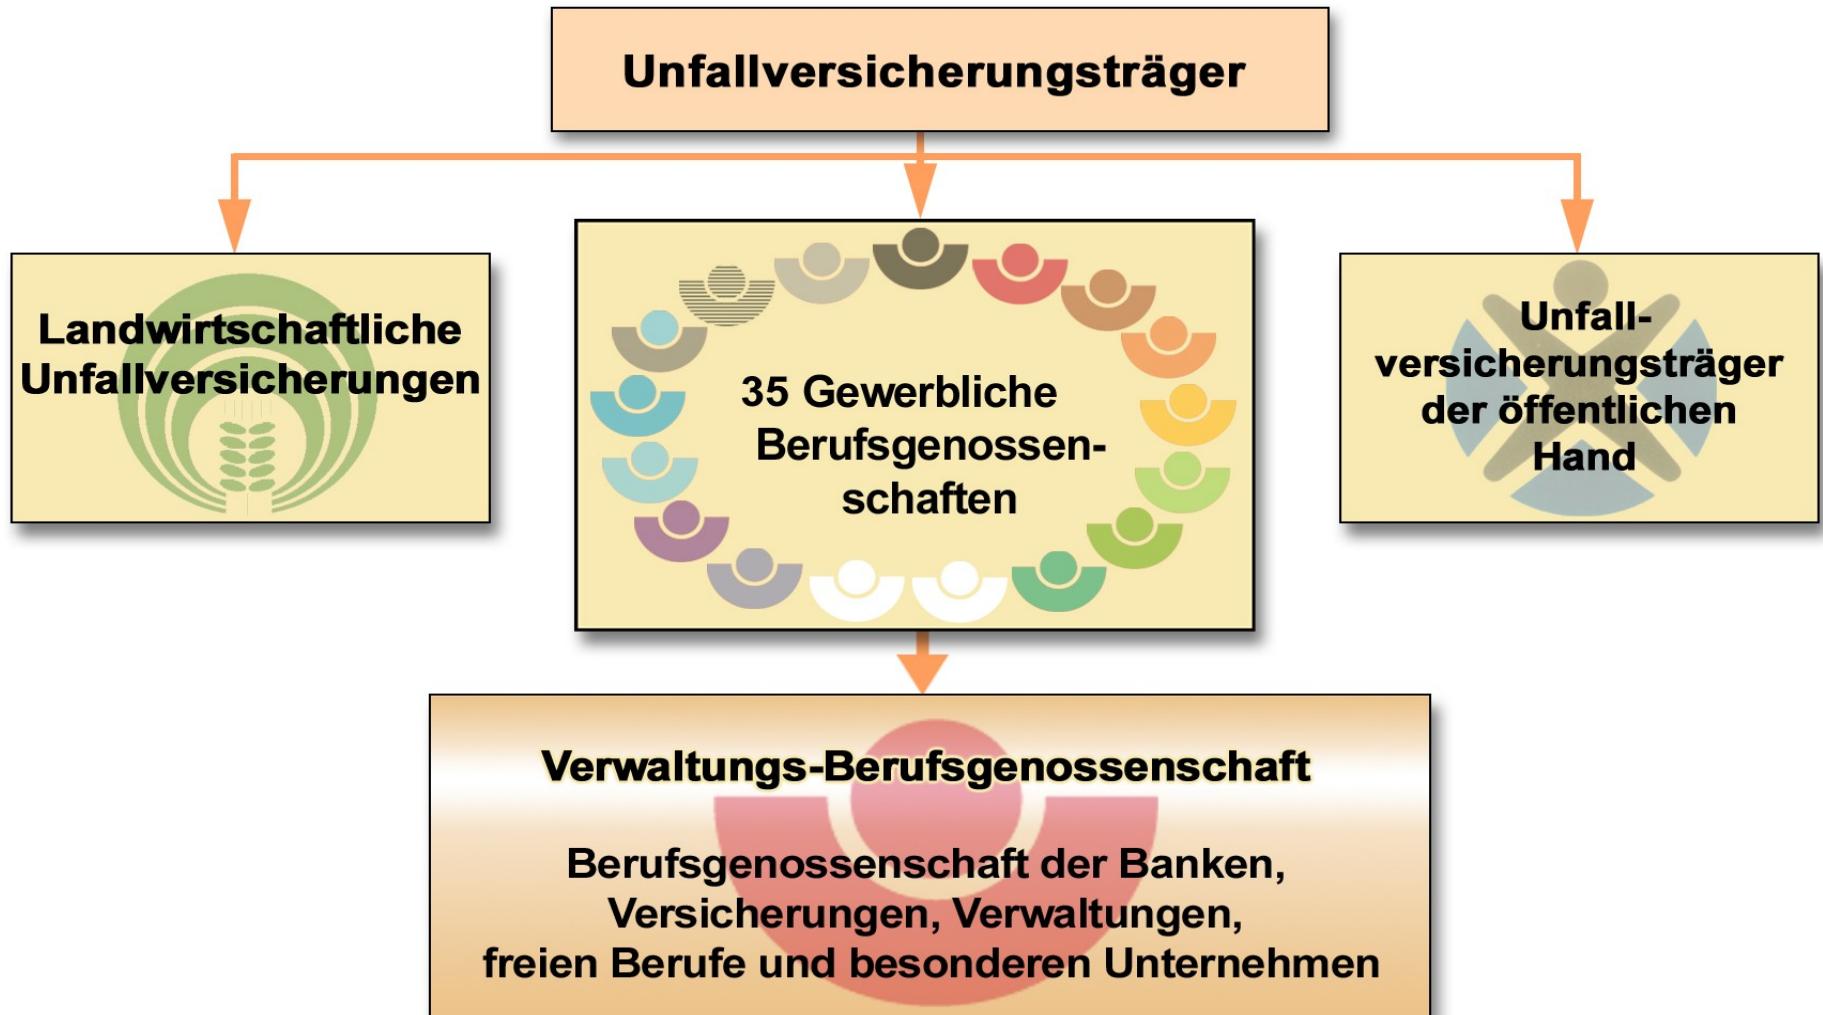 Unfallversicherungsträger
Landwirtschaftliche
Unfallversicherungen
35 Gewerbliche
Berufsgenossen-
schaften
Unfall-
versicherungsträger
der öffentlichen
Hand
Verwaltungs-Berufsgenossenschaft
Berufsgenossenschaft der Banken,
Versicherungen, Verwaltungen,
freien Berufe und besonderen Unternehmen